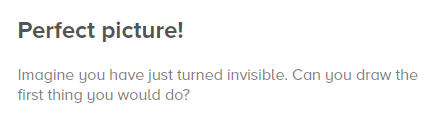 Perfect picture!
Imagine you have just turned invisible. Can you draw the
first thing you would do?